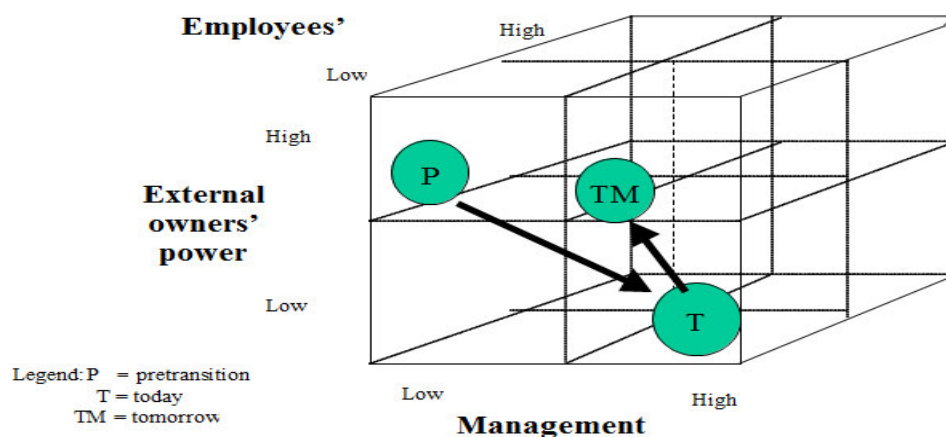 Employees'
High
Low
High
P
TM
External
owners'
power
Low
T
Legend: P = pretransition
T = today
TM = tomorrow
Low
High
Management